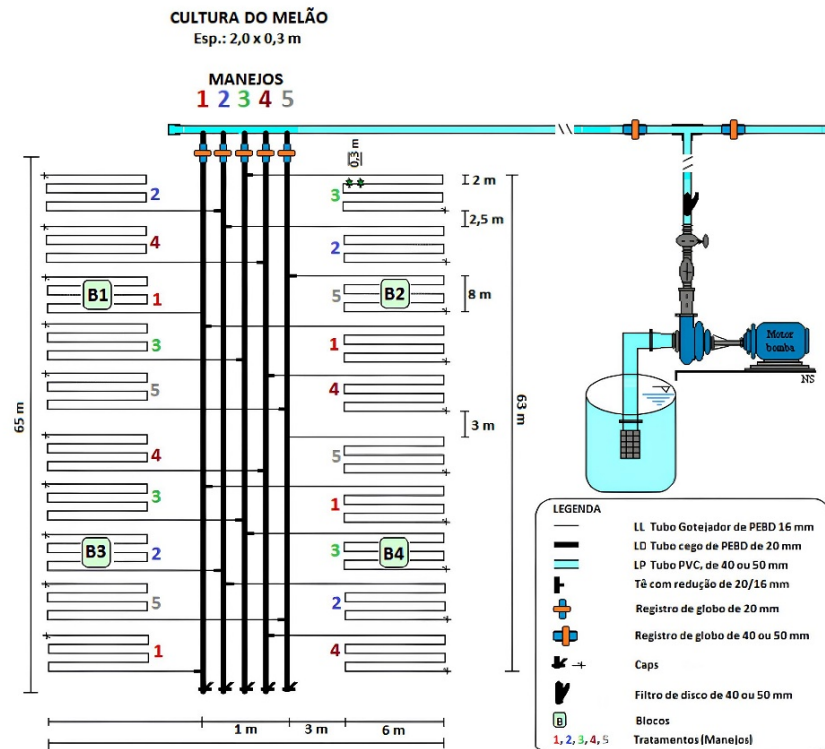 CULTURA DO MELÃO
Esp.: 2,0 x 0,3 m
MANEJOS
1 2 3 4 5
0,3 m
2 m
2,5 m
8 m
3 m
63 m
65 m
2
4
B1
1
3
5
4
3
B3
2
5
1
3
2
5
B2
1
4
5
1
3
B4
2
4
1 m
3 m
6 m
Motor
bomba
NS
LEGENDA
LL Tubo Gotejador de PEBD 16 mm
LD Tubo cego de PEBD de 20 mm
LP Tubo PVC, de 40 ou 50 mm
Tê com redução de 20/16 mm
Registro de globo de 20 mm
Registro de globo de 40 ou 50 mm
Caps
Filtro de disco de 40 ou 50 mm
B Blocos
1, 2, 3, 4, 5 Tratamentos (Manejos)